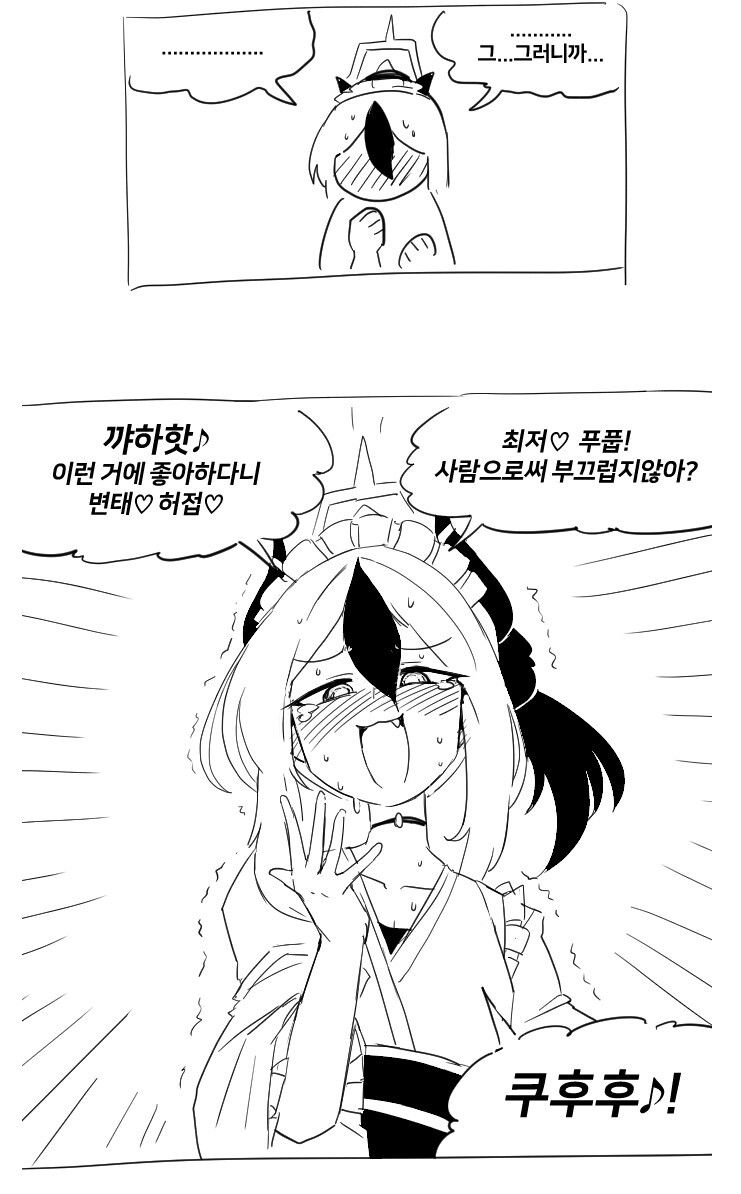 ..................
...........
그...그러니까...
꺄하핫♪
이런 거에 좋아하다니
변태♡ 허접♡
최저♡ 푸풉!
사람으로써 부끄럽지않아?
쿠후후♪!